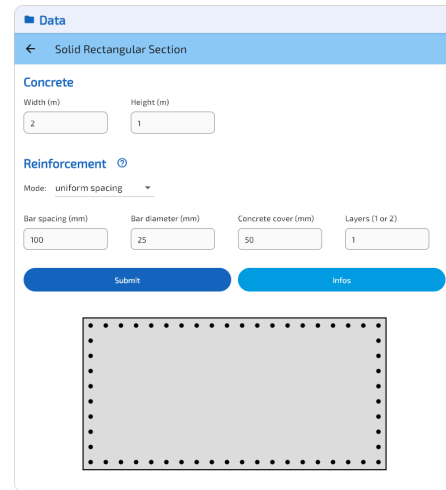 Data
Solid Rectangular Section
Concrete
Width (m) Height (m)
2 1
Reinforcement
Mode: uniform spacing
Bar spacing (mm) Bar diameter (mm) Concrete cover (mm) Layers (1 or 2)
100 25 50 1
Submit Infos